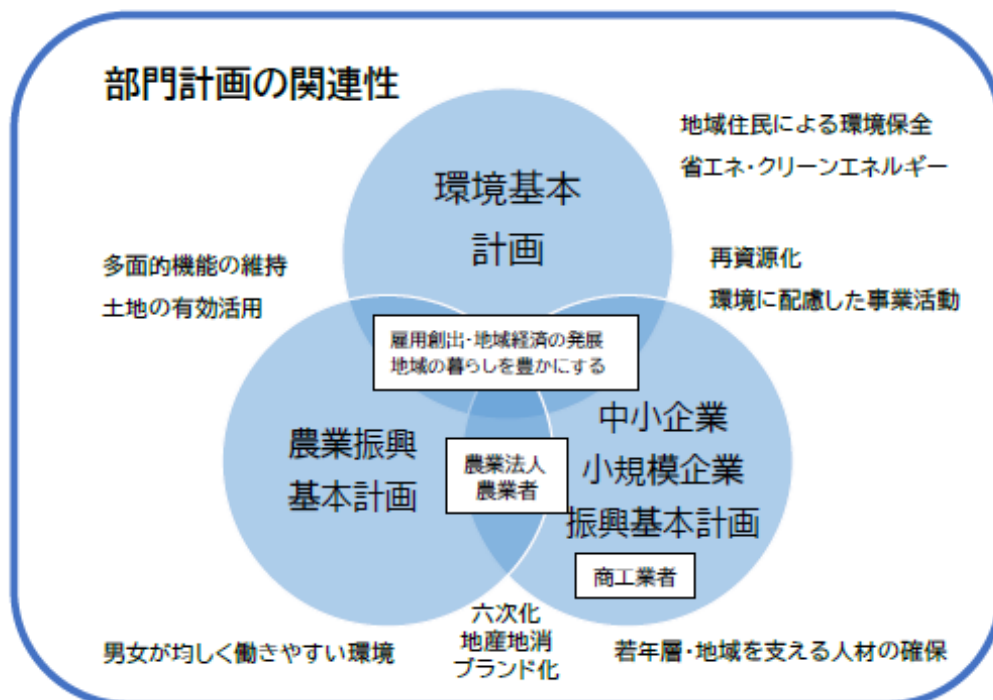 部門計画の関連性
地域住民による環境保全
省エネ・クリーンエネルギー
環境基本
計画
多面的機能の維持
土地の有効活用
再資源化
環境に配慮した事業活動
雇用創出・地域経済の発展
地域の暮らしを豊かにする
農業振興
基本計画
農業法人
農業者
中小企業
小規模企業
振興基本計画
商工業者
六次化
地産地消
ブランド化
男女が均しく働きやすい環境
若年層・地域を支える人材の確保